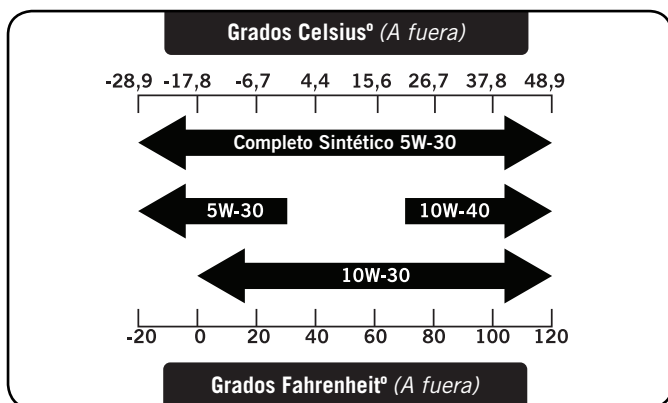 Grados Celsiusº (A fuera)
-28,9 -17,8 -6,7 4,4 15,6 26,7 37,8 48,9
Completo Sintético 5W-30
5W-30 10W-40
10W-30
-20 0 20 40 60 80 100 120
Grados Fahrenheitº (A fuera)